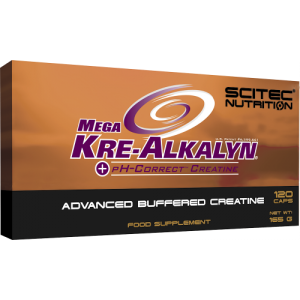 SCITEC
NUTRITION
MEGA
KRE-ALKALYN®
+ pH-CORRECT CREATINE
ADVANCED BUFFERED CREATINE
120
CAPS
NET WT:
165 G
FOOD SUPPLEMENT